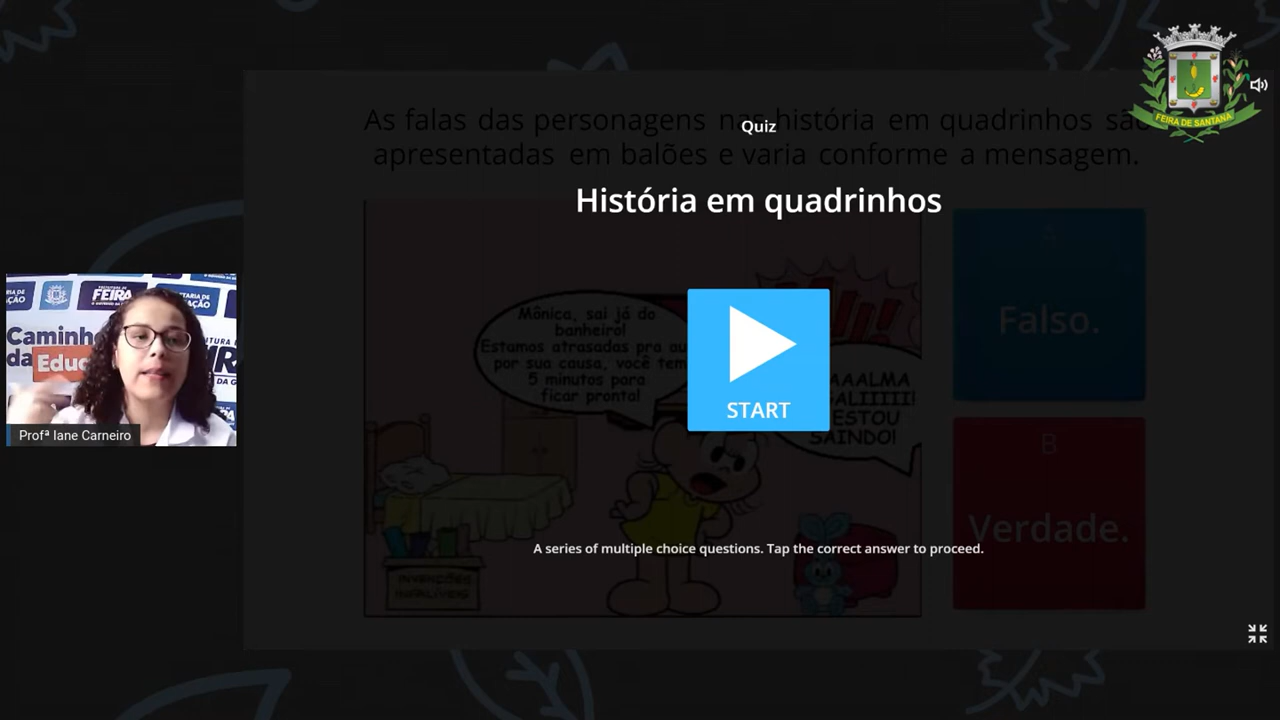 FEIRA DE SANTANA
As falas das personagens história em quadrinhos
Quiz
apresentadas em balões e varia conforme a mensagem.
História em quadrinhos
A
Falso.
Mônica, sai já do
banheiro!
Estamos atrasadas pra
por sua causa, você tem
5 minutos para
ficar pronta!
START
ESTOU
SAINDO!
B
Verdade.
A series of multiple choice questions. Tap the correct answer to proceed.
INVENÇÕES
INFALÍVEIS
FEIRA
Caminho
da Educ
Profª Iane Carneiro